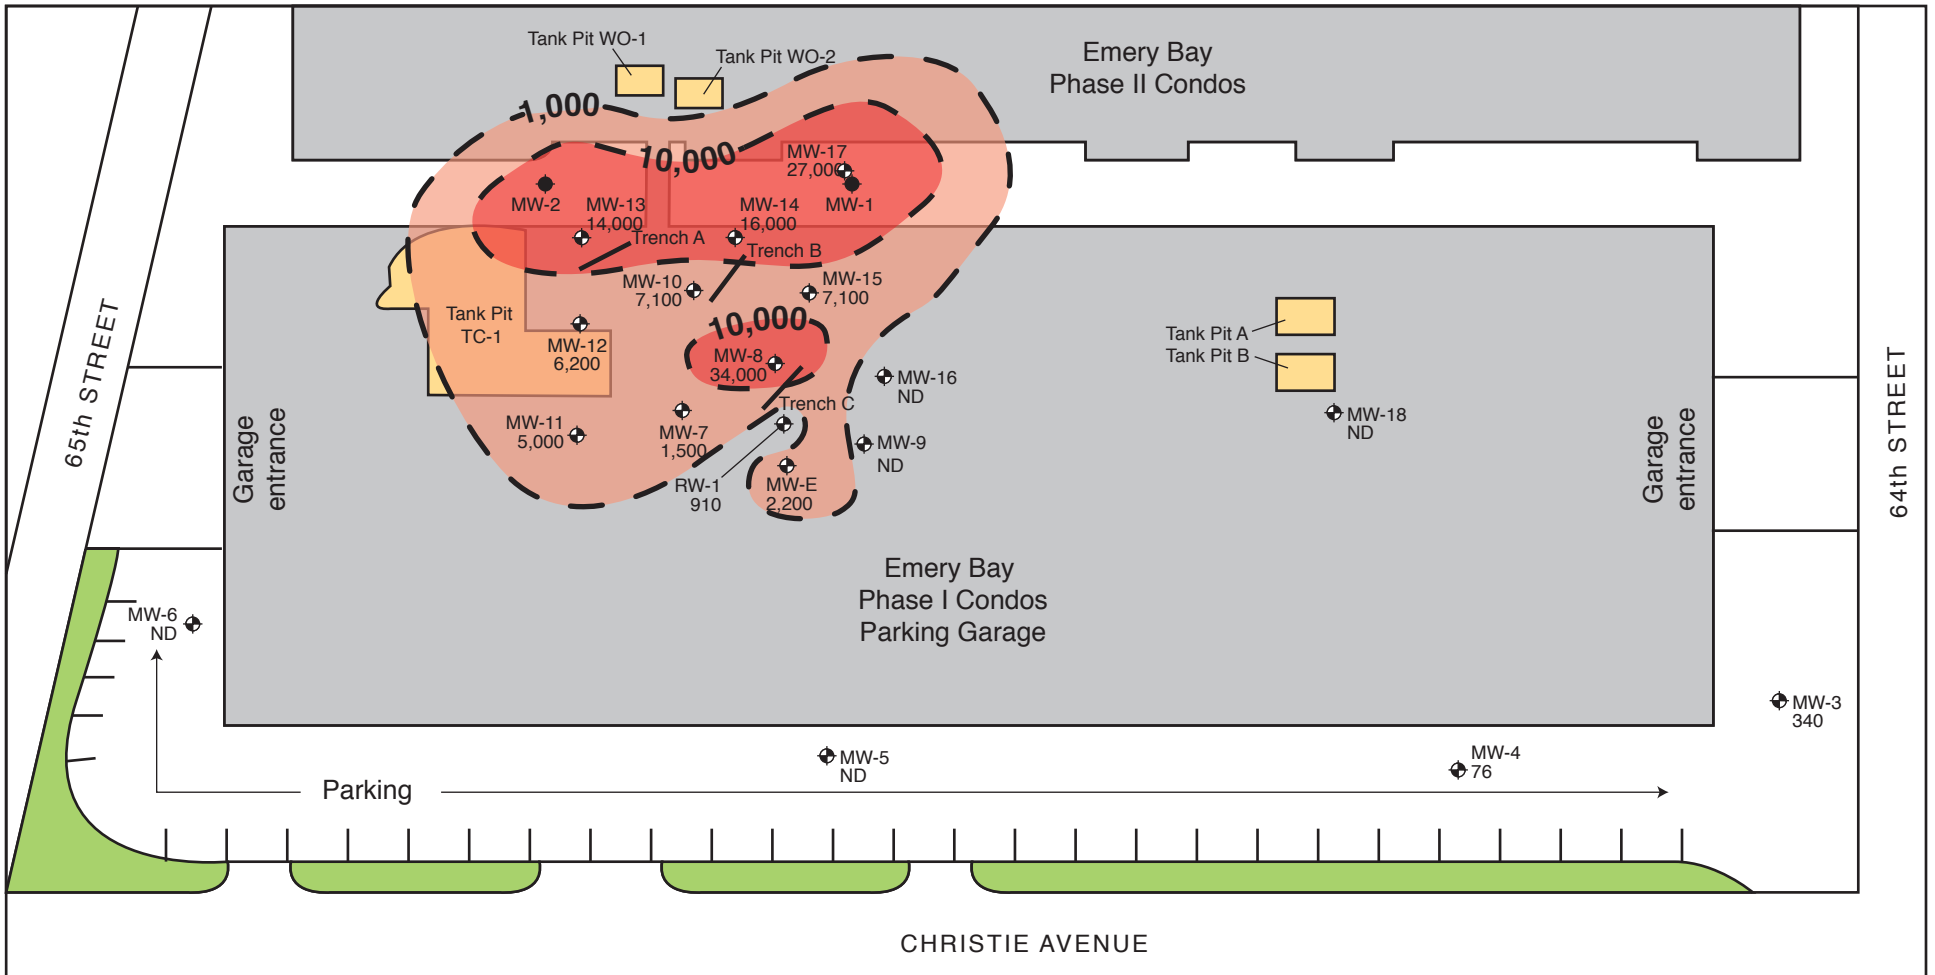 Tank Pit WO-1
Tank Pit WO-2
Emery Bay
Phase II Condos
1,000
10,000
MW-17
27,000
MW-2
MW-13
14,000
MW-14
16,000
MW-1
Trench A
Trench B
MW-10
7,100
MW-15
7,100
Tank Pit
TC-1
MW-12
6,200
10,000
MW-8
34,000
MW-16
ND
Tank Pit A
Tank Pit B
MW-18
ND
Trench C
MW-11
5,000
MW-7
1,500
MW-9
ND
RW-1
910
MW-E
2,200
65th STREET
Garage
entrance
Garage
entrance
64th STREET
Emery Bay
Phase I Condos
Parking Garage
MW-6
ND
MW-3
340
MW-5
ND
MW-4
76
Parking
CHRISTIE AVENUE